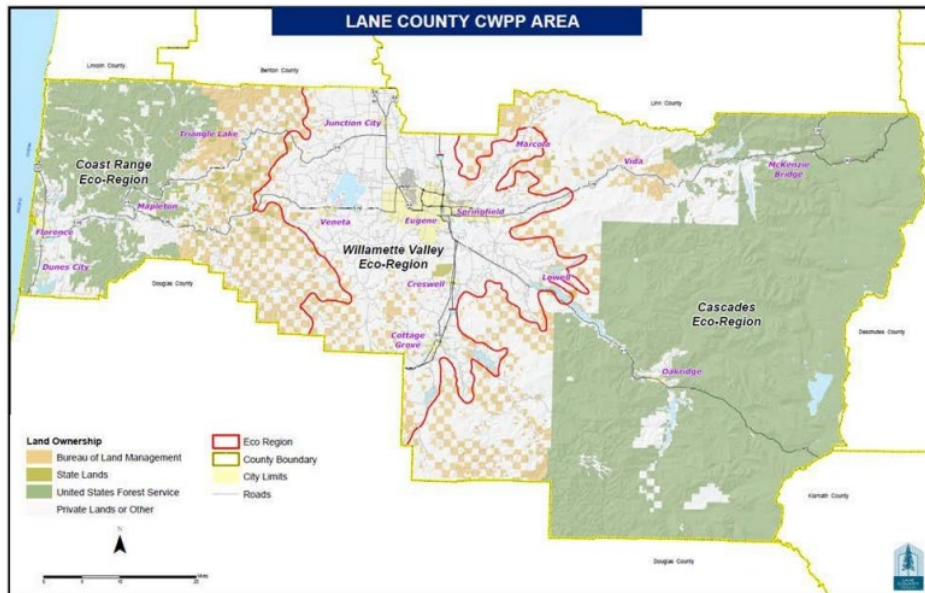 LANE COUNTY CWPP AREA
Lincoln County
Benton County
Linn County
Junction City
Triangle Lake
Marcola
Vida
Coast Range
Eco-Region
McKenzie
Bridge
Mapleton
Florence
Veneta
Eugene
Springfield
Willamette Valley
Eco-Region
Dunes City
Lowell
Douglas County
Creswell
Cascades
Eco-Region
Deschutes County
Cottage
Grove
Oakridge
Land Ownership
Bureau of Land Management
State Lands
United States Forest Service
Private Lands or Other
Eco Region
County Boundary
City Limits
Roads
N
Klamath County
Douglas County
LANE
COUNTY